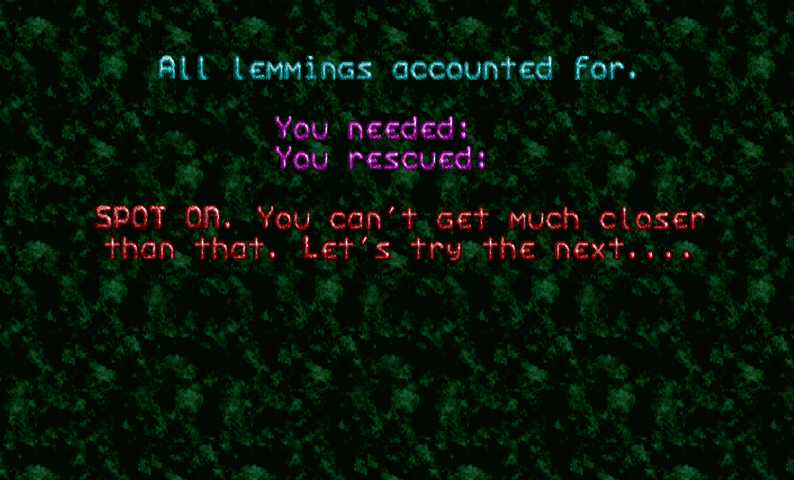 All lemmings accounted for.
You needed:
You rescued:
SPOT ON. You can't get much closer
than that. Let's try the next....